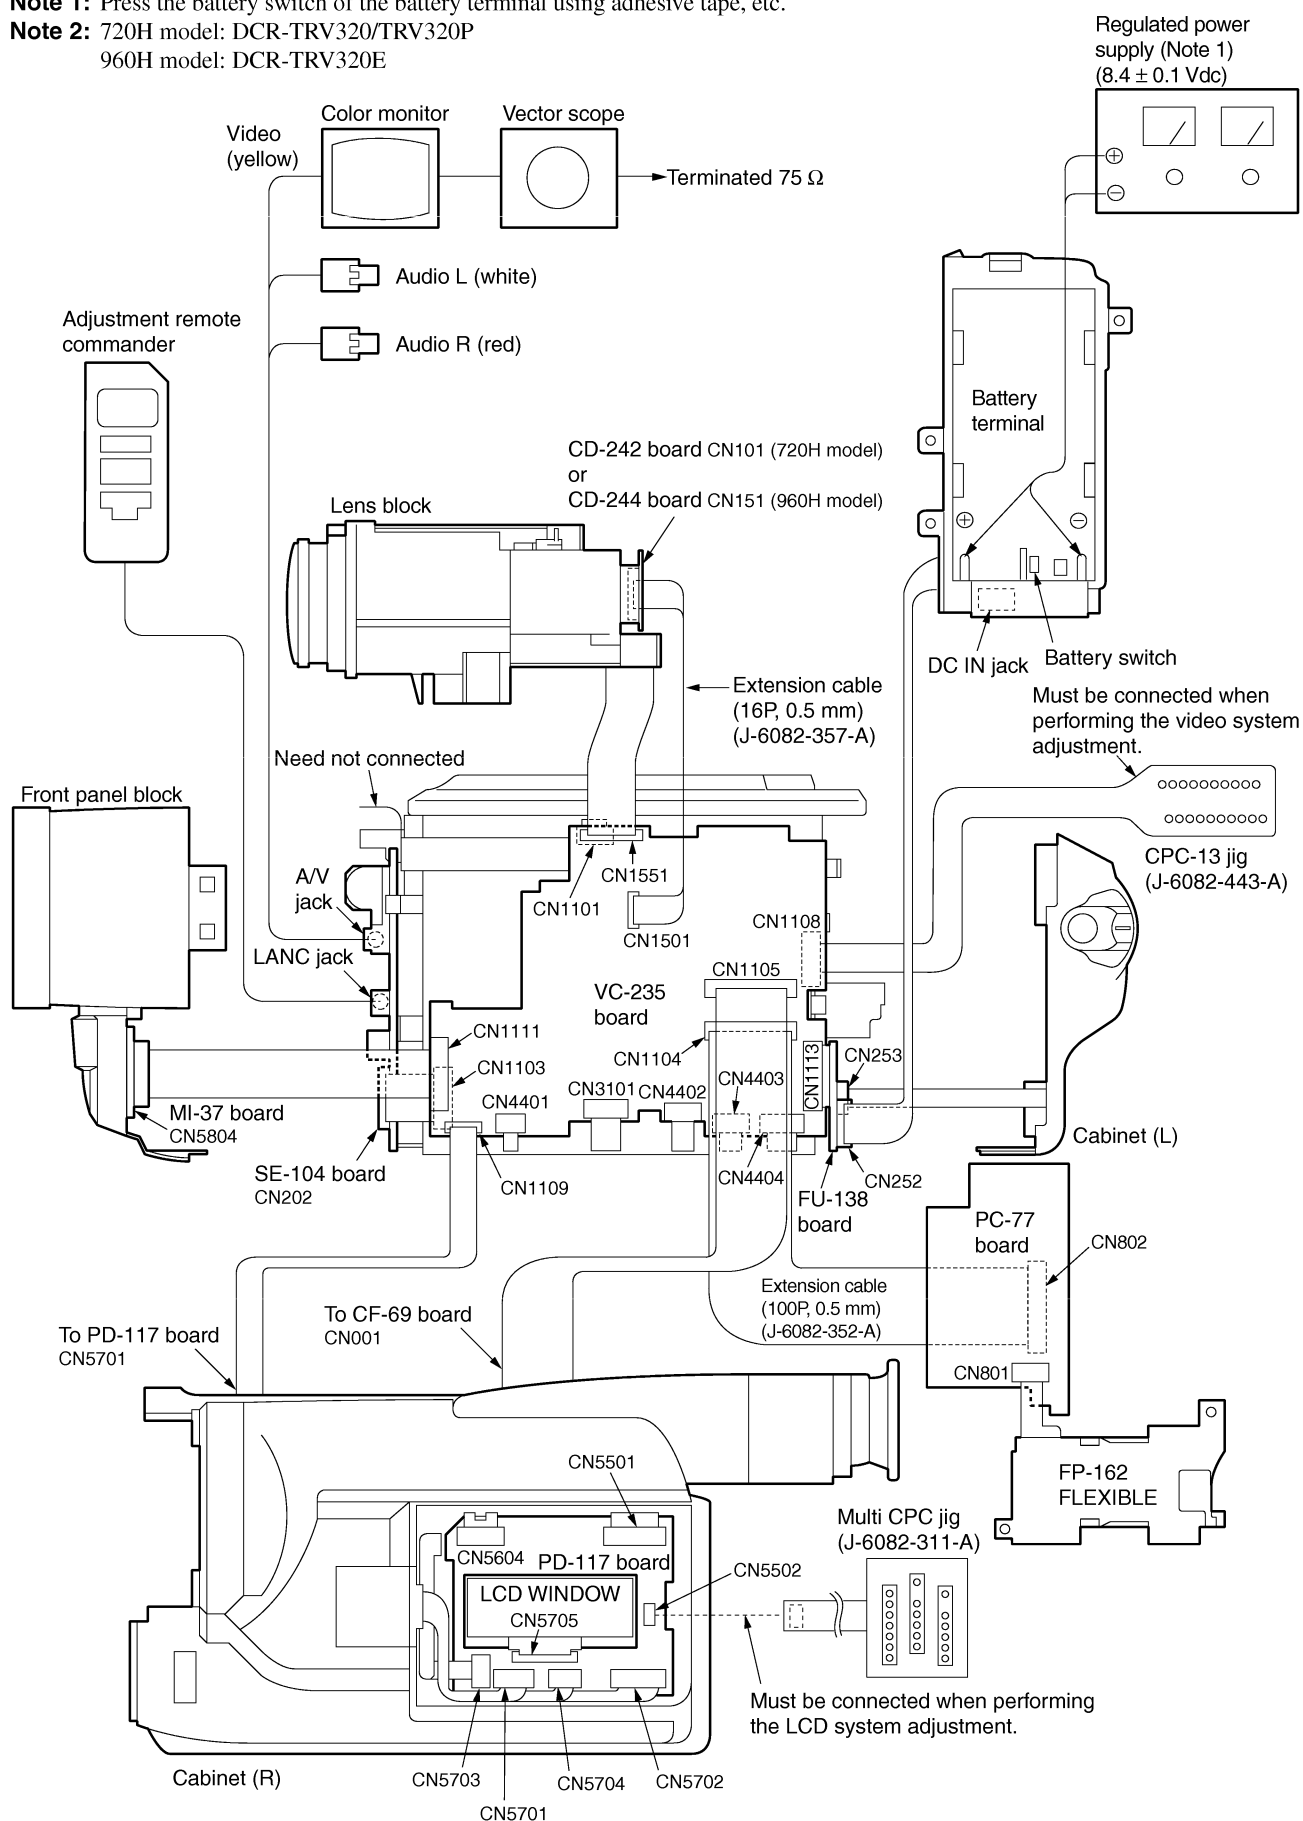 Note 1: Press the battery switch of the battery terminal using adhesive tape, etc.
Note 2: 720H model: DCR-TRV320/TRV320P
960H model: DCR-TRV320E
Regulated power
supply (Note 1)
(8.4 ± 0.1 Vdc)
Color monitor
Vector scope
Video
(yellow)
Terminated 75 Ω
Audio L (white)
Audio R (red)
Adjustment remote
commander
Battery
terminal
CD-242 board CN101 (720H model)
or
CD-244 board CN151 (960H model)
Lens block
DC IN jack
Battery switch
Extension cable
(16P, 0.5 mm)
(J-6082-357-A)
Must be connected when
performing the video system
adjustment.
Need not connected
Front panel block
CPC-13 jig
(J-6082-443-A)
A/V
jack
CN1551
CN1101
CN1501
CN1108
LANC jack
CN1105
VC-235
board
CN1111
CN1104
CN1113
CN253
CN1103
CN4403
CN3101
CN4402
CN4401
MI-37 board
CN5804
Cabinet (L)
SE-104 board
CN202
CN1109
CN4404
CN252
FU-138
board
PC-77
board
CN802
Extension cable
(100P, 0.5 mm)
(J-6082-352-A)
To CF-69 board
CN001
To PD-117 board
CN5701
CN801
CN5501
FP-162
FLEXIBLE
Multi CPC jig
(J-6082-311-A)
CN5604
PD-117 board
CN5502
LCD WINDOW
CN5705
Must be connected when performing
the LCD system adjustment.
Cabinet (R)
CN5703
CN5704
CN5702
CN5701